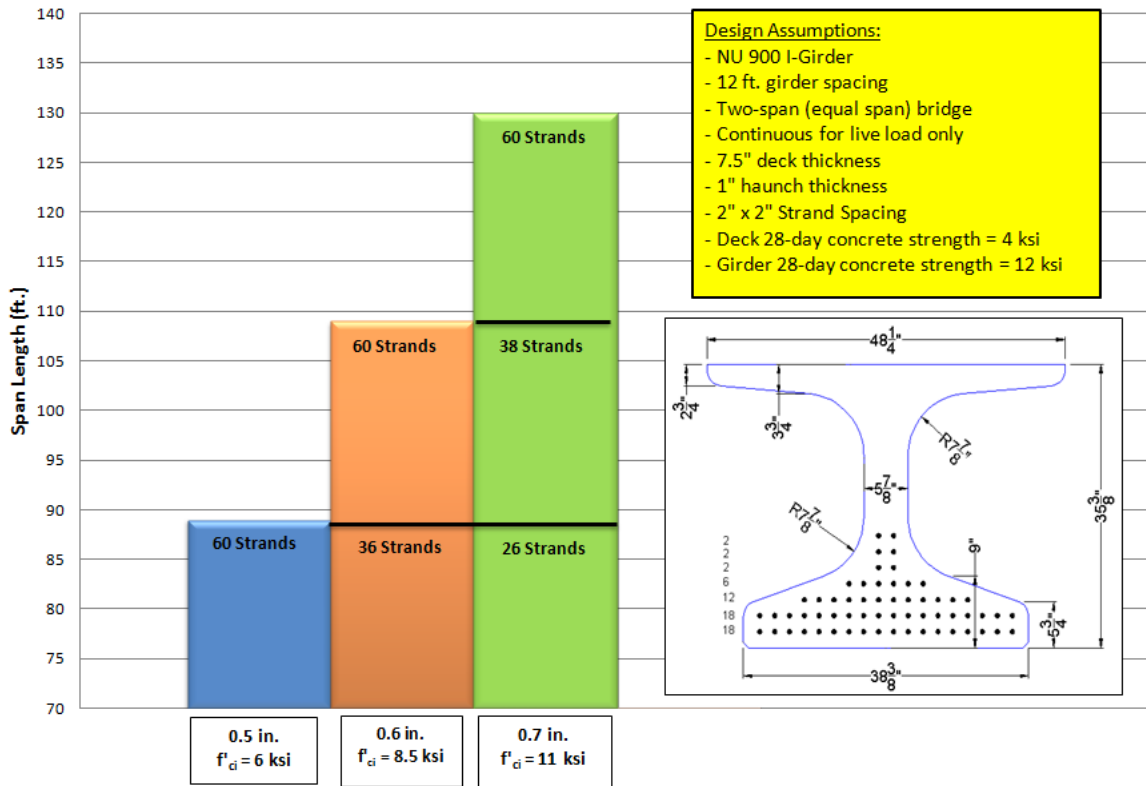 140
135
130
125
120
115
110
105
100
95
90
85
80
75
70
Span Length (ft.)
60 Strands
60 Strands
36 Strands
60 Strands
38 Strands
26 Strands
0.5 in.
f'ci = 6 ksi
0.6 in.
f'ci = 8.5 ksi
0.7 in.
f'ci = 11 ksi
Design Assumptions:
- NU 900 I-Girder
- 12 ft. girder spacing
- Two-span (equal span) bridge
- Continuous for live load only
- 7.5" deck thickness
- 1" haunch thickness
- 2" x 2" Strand Spacing
- Deck 28-day concrete strength = 4 ksi
- Girder 28-day concrete strength = 12 ksi
48 1/4"
2 3/4"
3 3/4
R7 7/8"
5 7/8"
35 3/8"
R7 7/8"
9"
2
2
2
6
12
18
18
5 3/4"
38 3/8"